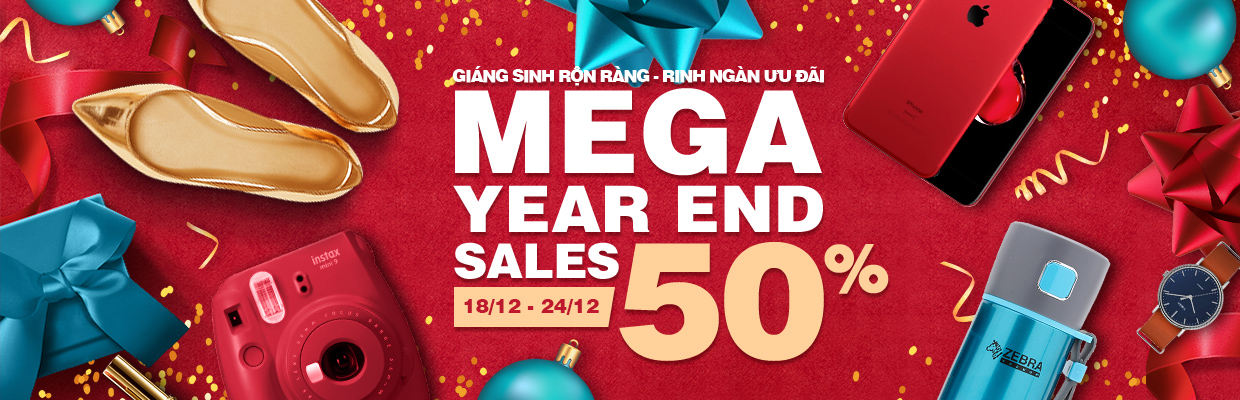 GIÁNG SINH RỘN RÀNG - RINH NGÀN ƯU ĐÃI
MEGA
YEAR END
SALES
50%
18/12 - 24/12
instax
mini 9
iPhone
ZEBRA